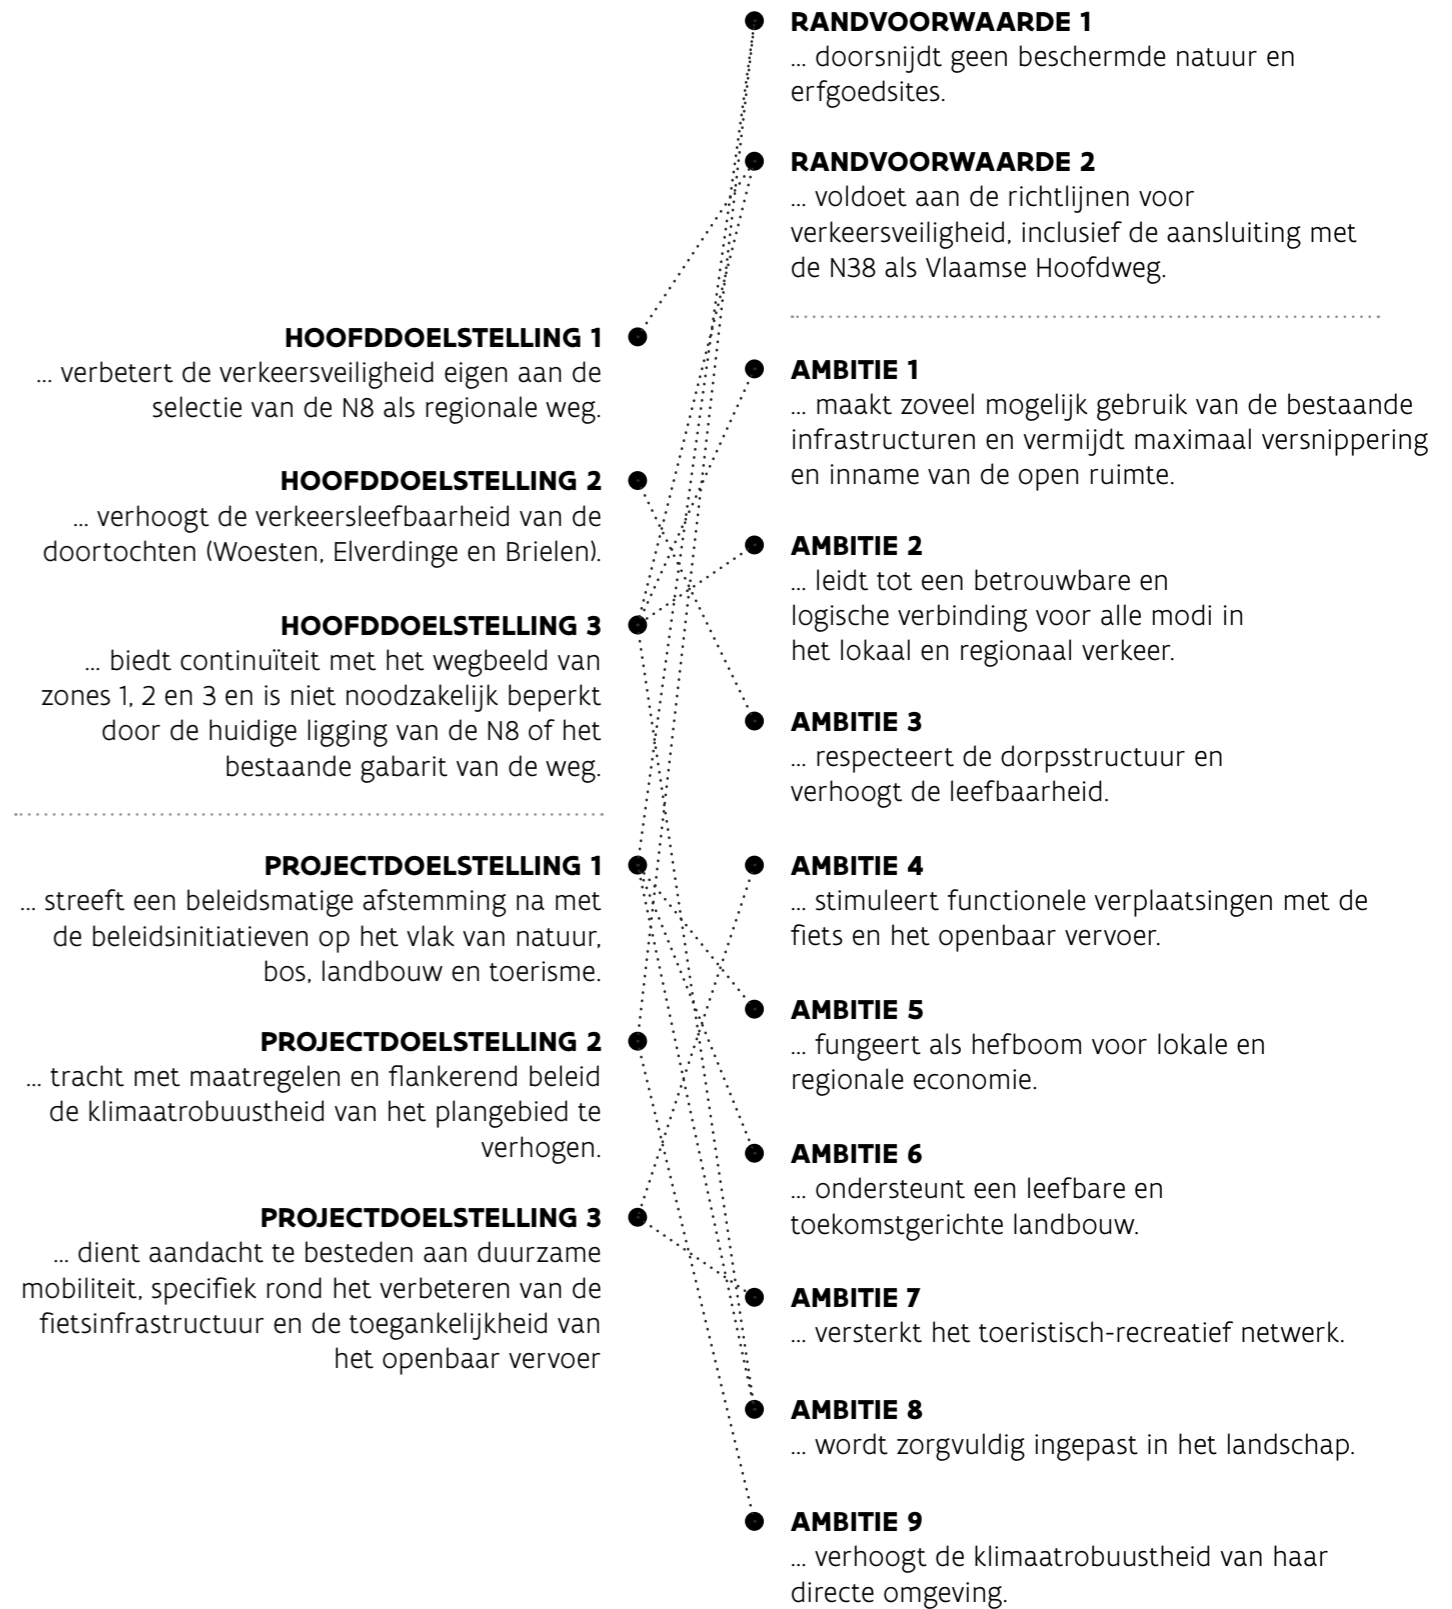 HOOFDDOELSTELLING 1
... verbetert de verkeersveiligheid eigen aan de
selectie van de N8 als regionale weg.
HOOFDDOELSTELLING 2
... verhoogt de verkeersleefbaarheid van de
doortochten (Woesten, Elverdinge en Brielen).
HOOFDDOELSTELLING 3
... biedt continuïteit met het wegbeeld van
zones 1, 2 en 3 en is niet noodzakelijk beperkt
door de huidige ligging van de N8 of het
bestaande gabarit van de weg.
PROJECTDOELSTELLING 1
... streeft een beleidsmatige afstemming na met
de beleidsinitiatieven op het vlak van natuur,
bos, landbouw en toerisme.
PROJECTDOELSTELLING 2
... tracht met maatregelen en flankerend beleid
de klimaatrobuustheid van het plangebied te
verhogen.
PROJECTDOELSTELLING 3
... dient aandacht te besteden aan duurzame
mobiliteit, specifiek rond het verbeteren van de
fietsinfrastructuur en de toegankelijkheid van
het openbaar vervoer
RANDVOORWAARDE 1
... doorsnijdt geen beschermde natuur en
erfgoedsites.
RANDVOORWAARDE 2
... voldoet aan de richtlijnen voor
verkeersveiligheid, inclusief de aansluiting met
de N38 als Vlaamse Hoofdweg.
AMBITIE 1
... maakt zoveel mogelijk gebruik van de bestaande
infrastructuren en vermijdt maximaal versnippering
en inname van de open ruimte.
AMBITIE 2
... leidt tot een betrouwbare en
logische verbinding voor alle modi in
het lokaal en regionaal verkeer.
AMBITIE 3
... respecteert de dorpsstructuur en
verhoogt de leefbaarheid.
AMBITIE 4
... stimuleert functionele verplaatsingen met de
fiets en het openbaar vervoer.
AMBITIE 5
... fungeert als hefboom voor lokale en
regionale economie.
AMBITIE 6
... ondersteunt een leefbare en
toekomstgerichte landbouw.
AMBITIE 7
... versterkt het toeristisch-recreatief netwerk.
AMBITIE 8
... wordt zorgvuldig ingepast in het landschap.
AMBITIE 9
... verhoogt de klimaatrobuustheid van haar
directe omgeving.